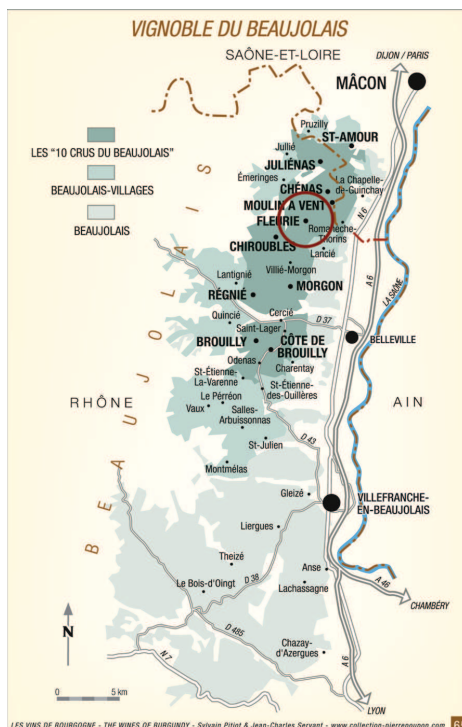 VIGNOBLE DU BEAUJOLAIS
SAÔNE-ET-LOIRE
DIJON / PARIS
MÂCON
Pruzilly
ST-AMOUR
Jullié
LES "10 CRUS DU BEAUJOLAIS"
JULIÉNAS
Émeringes
CHÉNAS
La Chapelle-
de-Guinchay
BEAUJOLAIS-VILLAGES
MOULIN A VENT
N 6
FLEURIE
Romanèche-
Thorins
BEAUJOLAIS
CHIROUBLES
Lancié
Villié-Morgon
A 6
LA SAÔNE
Lantignié
MORGON
RÉGNIÉ
Quincié
Cercié
D 37
Saint-Lager
BELLEVILLE
BROUILLY
CÔTE DE
BROUILLY
Odenas
Charentay
St-Étienne-
La-Varenne
St-Étienne-
des-Ouillères
RHÔNE
AIN
Le Pérréon
Vaux
Salles-
Arbuissonnas
D 43
St-Julien
Montmélas
BEAUJOLAIS
Gleizé
VILLEFRANCHE-
EN-BEAUJOLAIS
Liergues
Theizé
Anse
Le Bois-d'Oingt
D 38
Lachassagne
A 46
CHAMBÉRY
N
D 485
Chazay-
d'Azergues
N 7
A 6
0 5 km
LYON
LES VINS DE BOURGOGNE - THE WINES OF BURGUNDY - Sylvain Pitiot & Jean-Charles Servant - www.collection-pierrepoupon.com